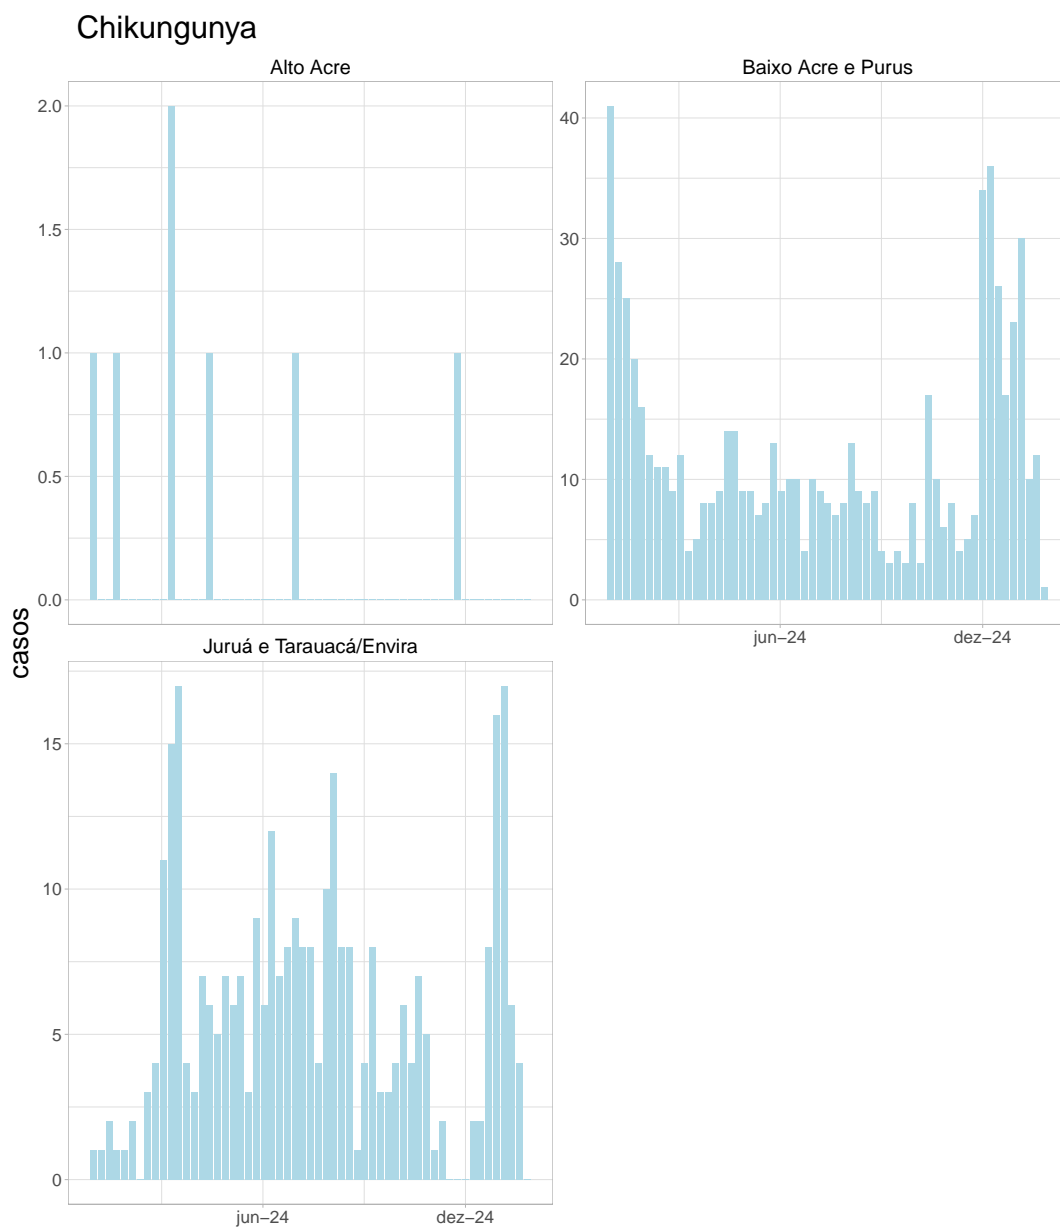 Chikungunya
Alto Acre
Baixo Acre e Purus
2.0
1.5
1.0
0.5
0.0
40
30
20
10
0
jun−24
dez−24
casos
Juruá e Tarauacá/Envira
15
10
5
0
jun−24
dez−24